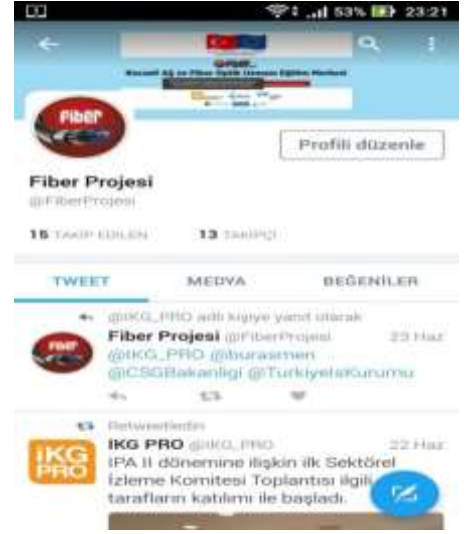 53% 23:21
Kocaeli Ağ ve Fiber Optik Uzmanı Eğitim Merkezi
FIBER
Profili düzenle
Fiber Projesi
@FiberProjesi
15 TAKİP EDİLEN 13 TAKİPÇİ
TWEET MEDYA BEĞENİLER
@IKG_PRO adlı kişiye yanıt olarak
Fiber Projesi @FiberProjesi 23 Haz
@IKG_PRO @iburasmen
@CSGBakanligi @TurkiyeIsKurumu
Retweetledin
IKG PRO @IKG_PRO 22 Haz
IKG
PRO
IPA II dönemine ilişkin ilk Sektörel
İzleme Komitesi Toplantısı ilgili
tarafların katılımı ile başladı.